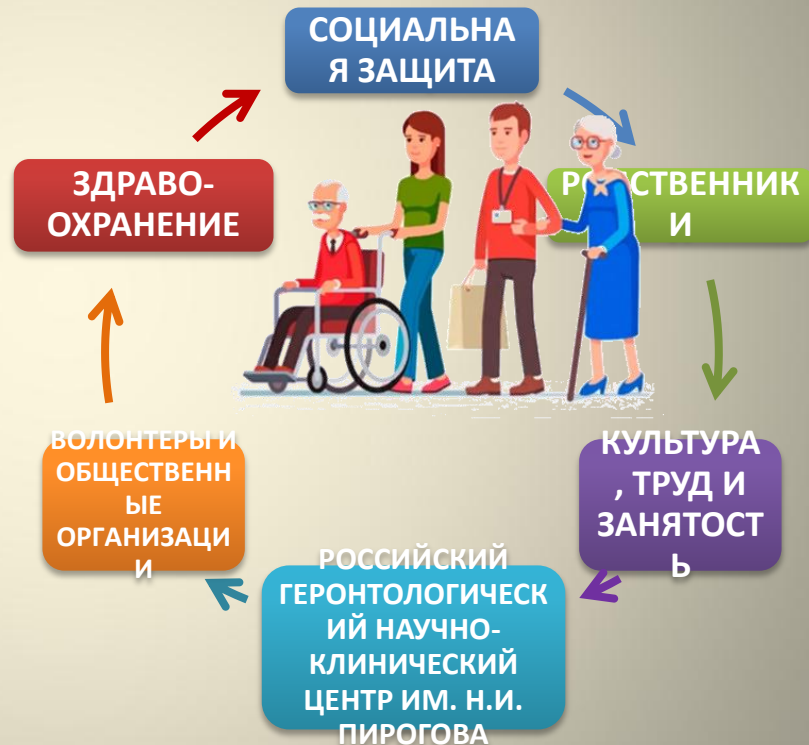 СОЦИАЛЬНА
Я ЗАЩИТА
ЗДРАВО-
ОХРАНЕНИЕ
РОДСТВЕННИК
И
КУЛЬТУРА
, ТРУД И
ЗАНЯТОСТ
Ь
РОССИЙСКИЙ
ГЕРОНТОЛОГИЧЕСК
ИЙ НАУЧНО-
КЛИНИЧЕСКИЙ
ЦЕНТР ИМ. Н.И.
ПИРОГОВА
ВОЛОНТЕРЫ И
ОБЩЕСТВЕНН
ЫЕ
ОРГАНИЗАЦИ
И